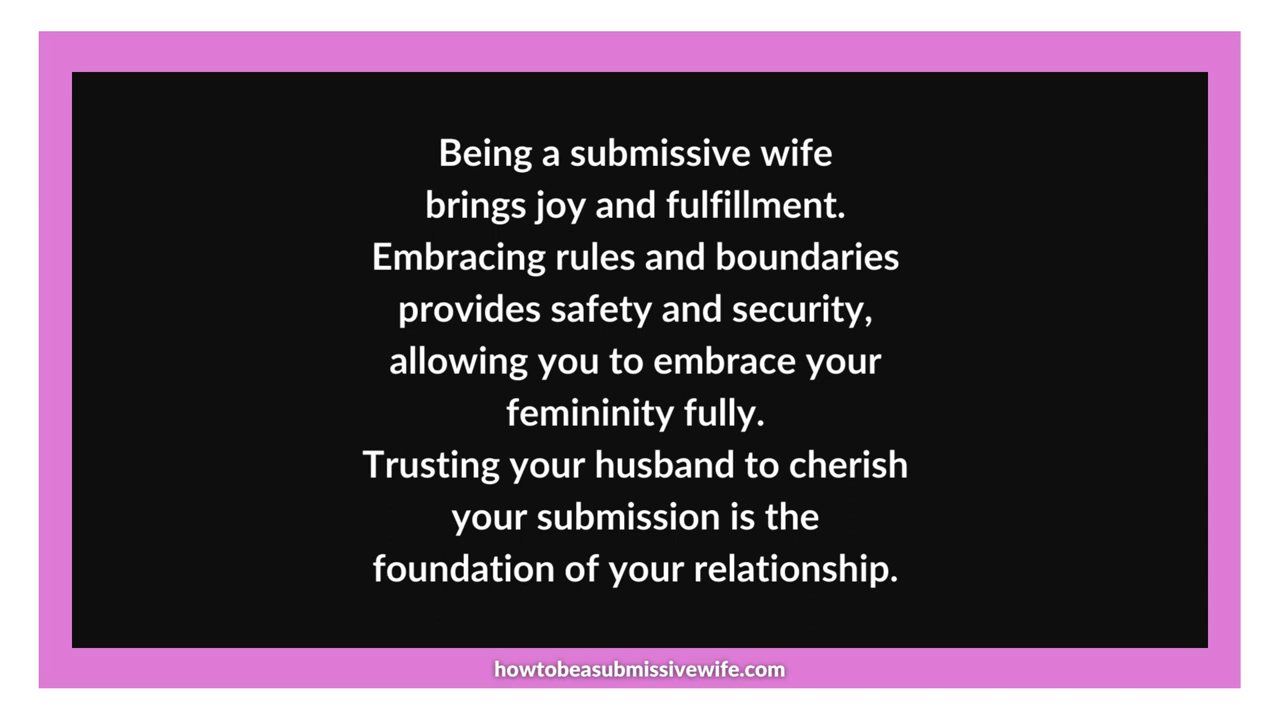 Being a submissive wife
brings joy and fulfillment.
Embracing rules and boundaries
provides safety and security,
allowing you to embrace your
femininity fully.
Trusting your husband to cherish
your submission is the
foundation of your relationship.
howtobeasubmissivewife.com